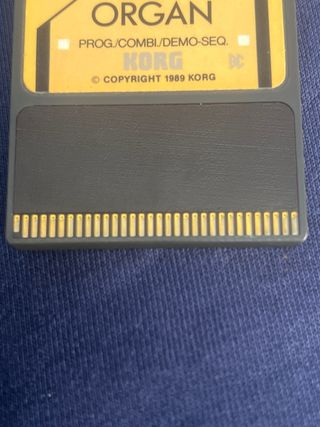 ORGAN
PROG./COMBI./DEMO-SEQ.
KORG
© COPYRIGHT 1989 KORG